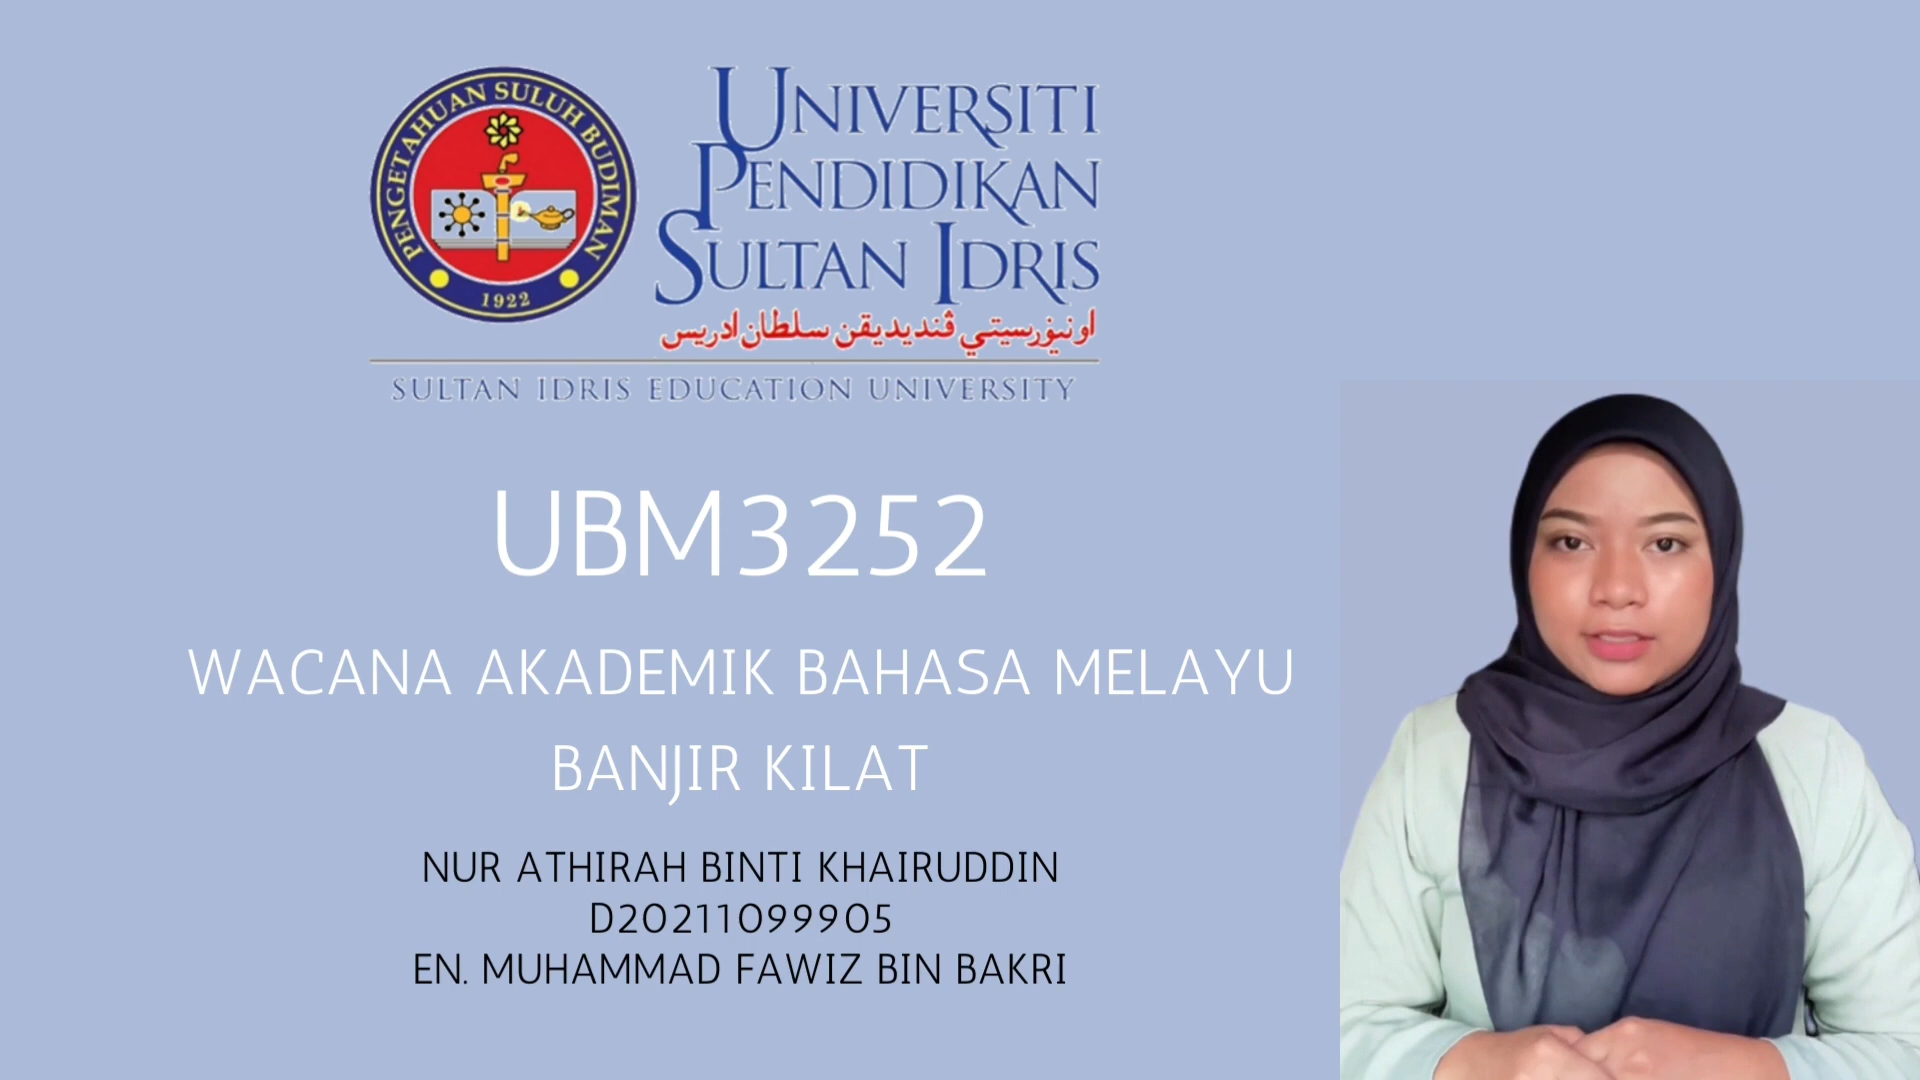 PENGETAHUAN SULUH BUDIMAN
1922
UNIVERSITI
PENDIDIKAN
SULTAN IDRIS
اونيۏرسيتي ڤنديديقن سلطان ادريس
SULTAN IDRIS EDUCATION UNIVERSITY
UBM3252
WACANA AKADEMIK BAHASA MELAYU
BANJIR KILAT
NUR ATHIRAH BINTI KHAIRUDDIN
D20211099905
EN. MUHAMMAD FAWIZ BIN BAKRI